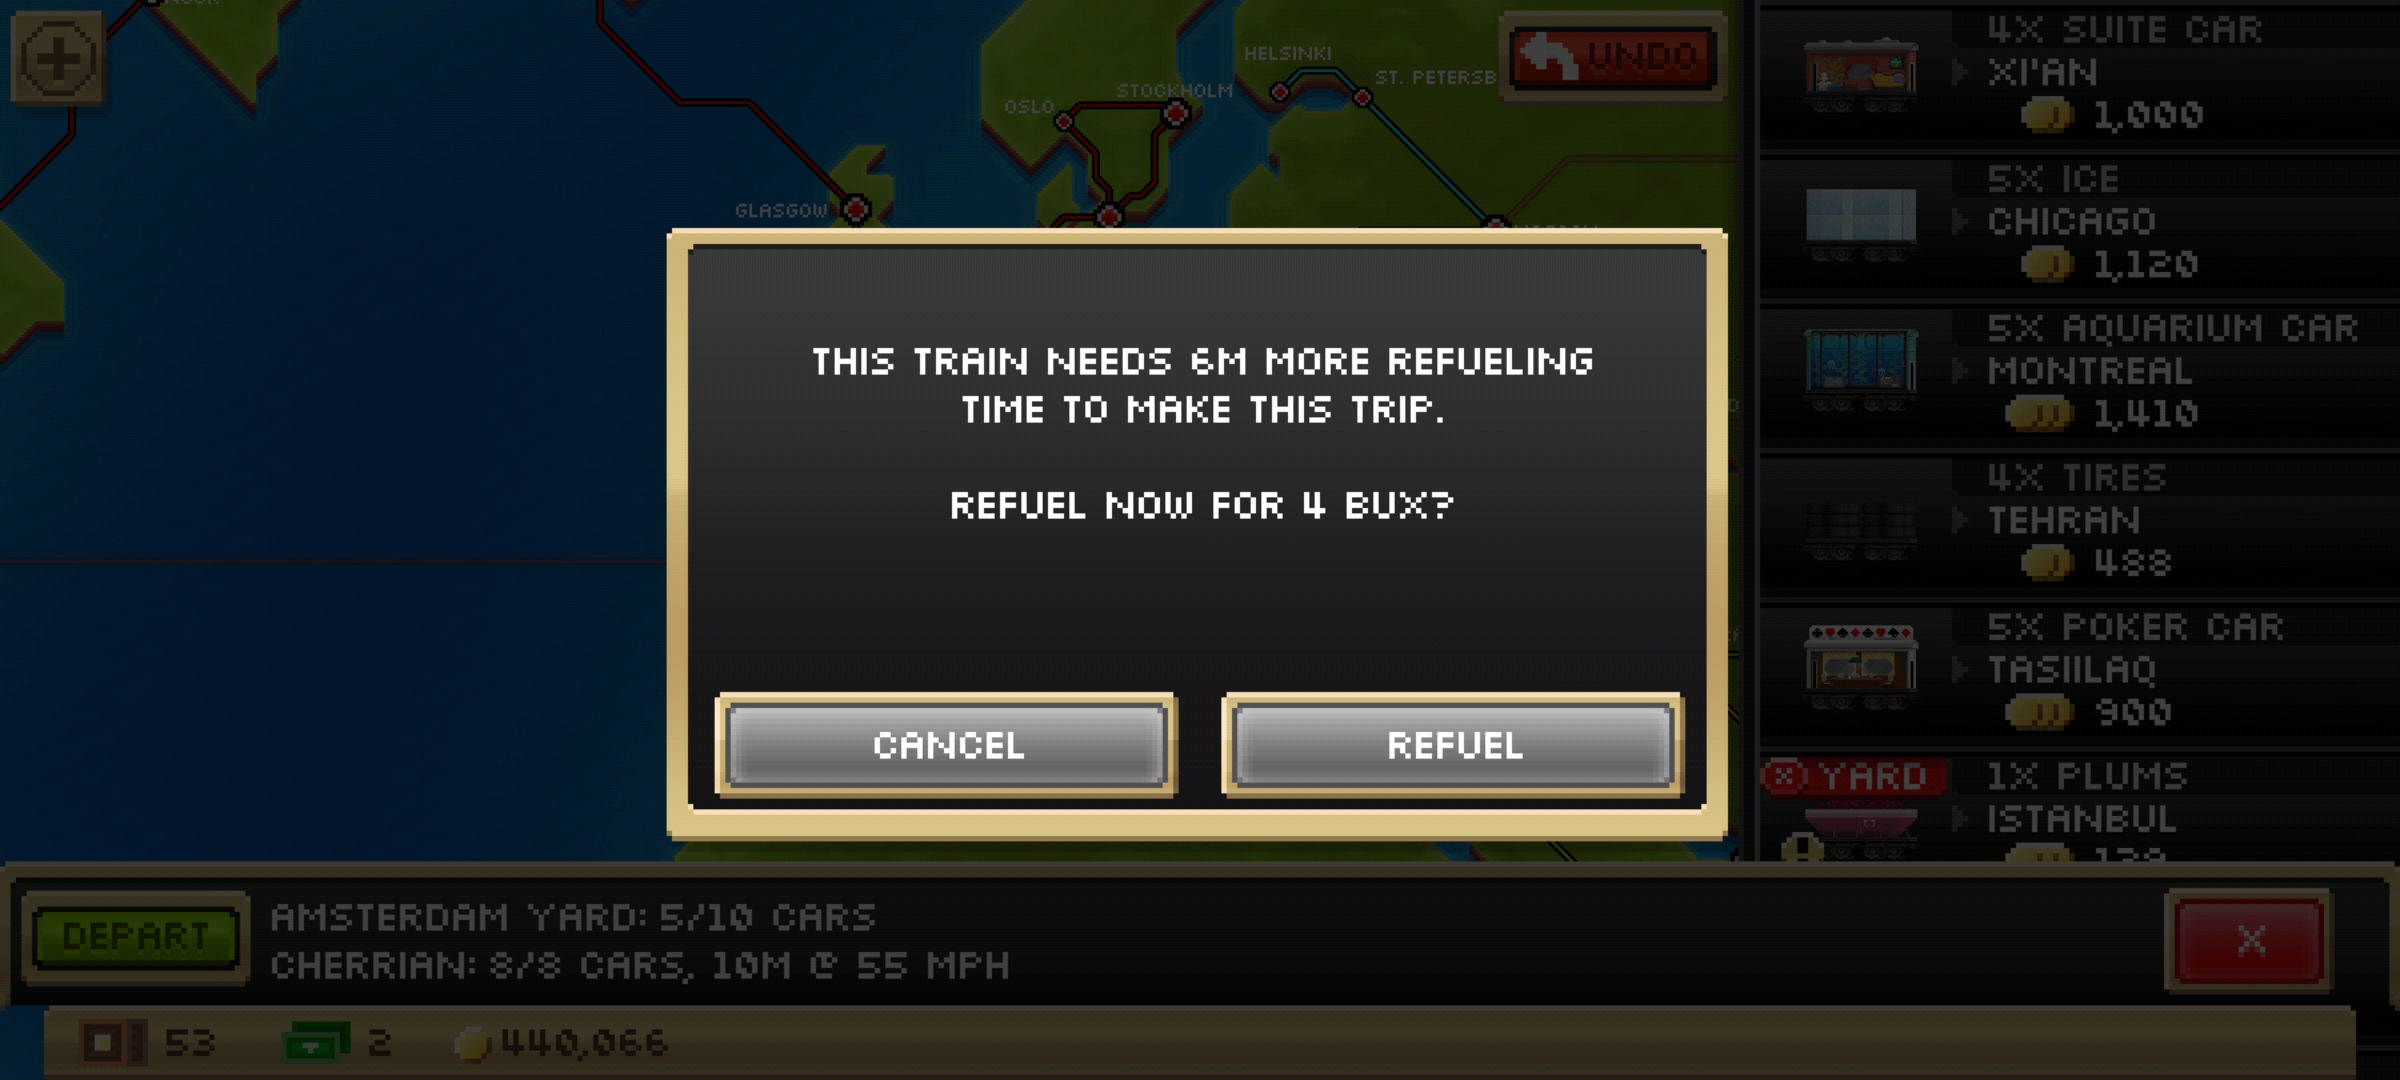 UNDO
HELSINKI
ST. PETERSB
STOCKHOLM
OSLO
GLASGOW
THIS TRAIN NEEDS 6M MORE REFUELING
TIME TO MAKE THIS TRIP.
REFUEL NOW FOR 4 BUX?
CANCEL
REFUEL
4X SUITE CAR
XI'AN
1,000
5X ICE
CHICAGO
1,120
5X AQUARIUM CAR
MONTREAL
1,410
4X TIRES
TEHRAN
488
5X POKER CAR
TASIILAQ
900
YARD
1X PLUMS
ISTANBUL
DEPART
AMSTERDAM YARD: 5/10 CARS
CHERRIAN: 8/8 CARS, 10M @ 55 MPH
X
53
2
440,066